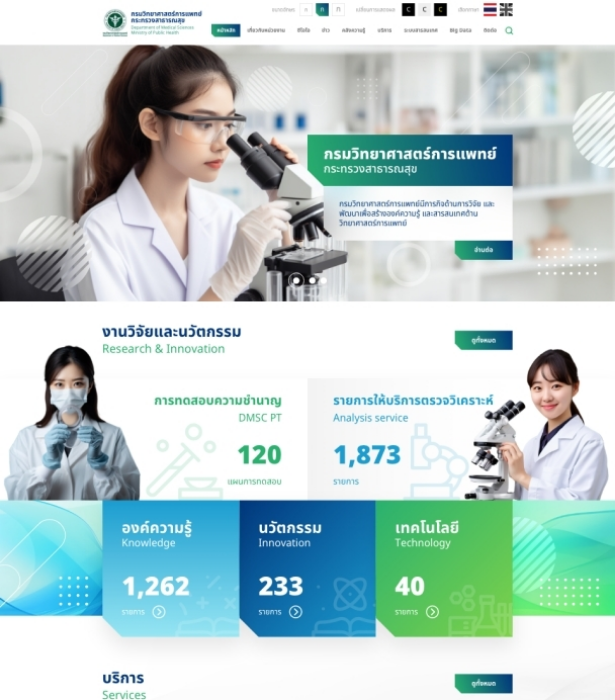 กรมวิทยาศาสตร์การแพทย์
กระทรวงสาธารณสุข
Department of Medical Sciences
Ministry of Public Health
ขนาดอักษร ก ก ก เปลี่ยนการแสดงผล C C C เลือกภาษา
หน้าหลัก เกี่ยวกับหน่วยงาน วีดีโอ ข่าว คลังความรู้ บริการ ระบบสารสนเทศ Big Data ติดต่อ
กรมวิทยาศาสตร์การแพทย์
กระทรวงสาธารณสุข
กรมวิทยาศาสตร์การแพทย์มีภารกิจด้านการวิจัย และ
พัฒนาเพื่อสร้างองค์ความรู้ และสารสนเทศด้าน
วิทยาศาสตร์การแพทย์
อ่านต่อ
งานวิจัยและนวัตกรรม
Research & Innovation
ดูทั้งหมด
การทดสอบความชำนาญ
DMSC PT
120
แผนการทดสอบ
รายการให้บริการตรวจวิเคราะห์
Analysis service
1,873
รายการ
องค์ความรู้
Knowledge
1,262
รายการ
นวัตกรรม
Innovation
233
รายการ
เทคโนโลยี
Technology
40
รายการ
บริการ
Services
ดูทั้งหมด